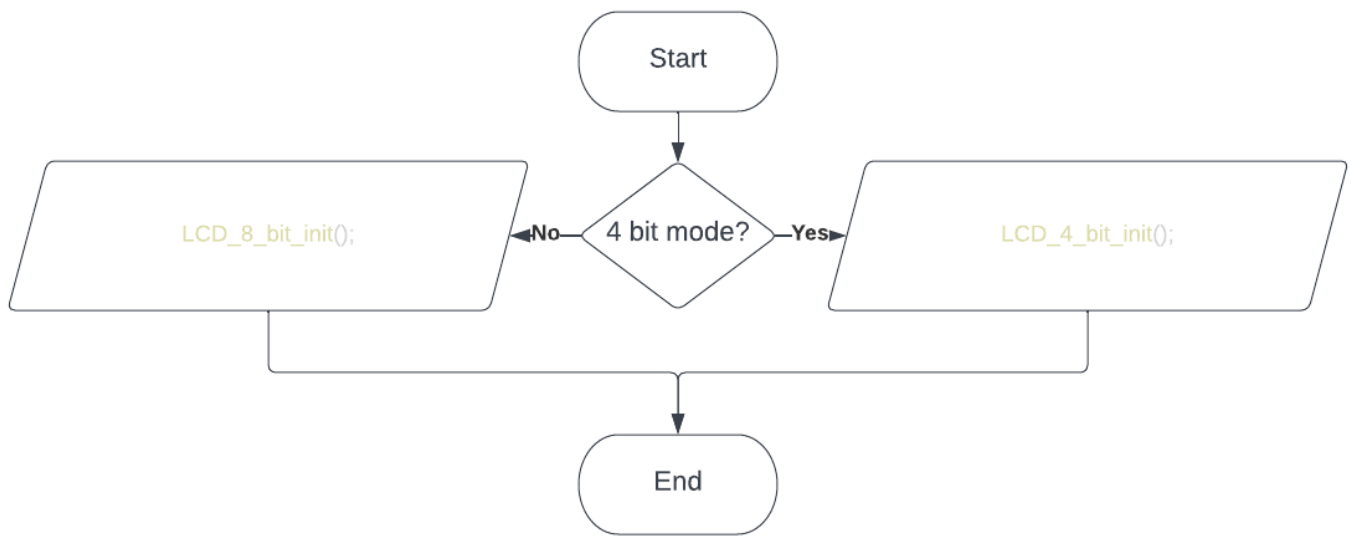 Start
4 bit mode?
No
Yes
LCD_8_bit_init();
LCD_4_bit_init();
End